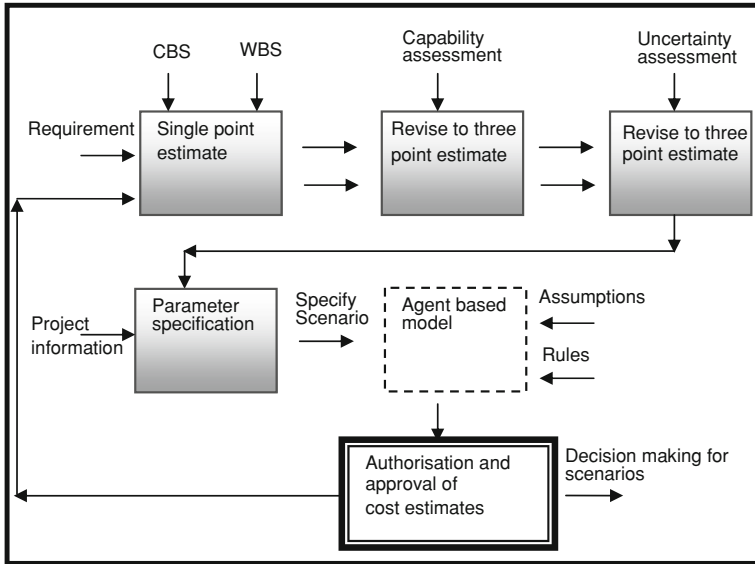 CBS
WBS
Capability
assessment
Uncertainty
assessment
Requirement
Single point
estimate
Revise to three
point estimate
Revise to three
point estimate
Project
information
Parameter
specification
Specify
Scenario
Agent based
model
Assumptions
Rules
Authorisation and
approval of
cost estimates
Decision making for
scenarios